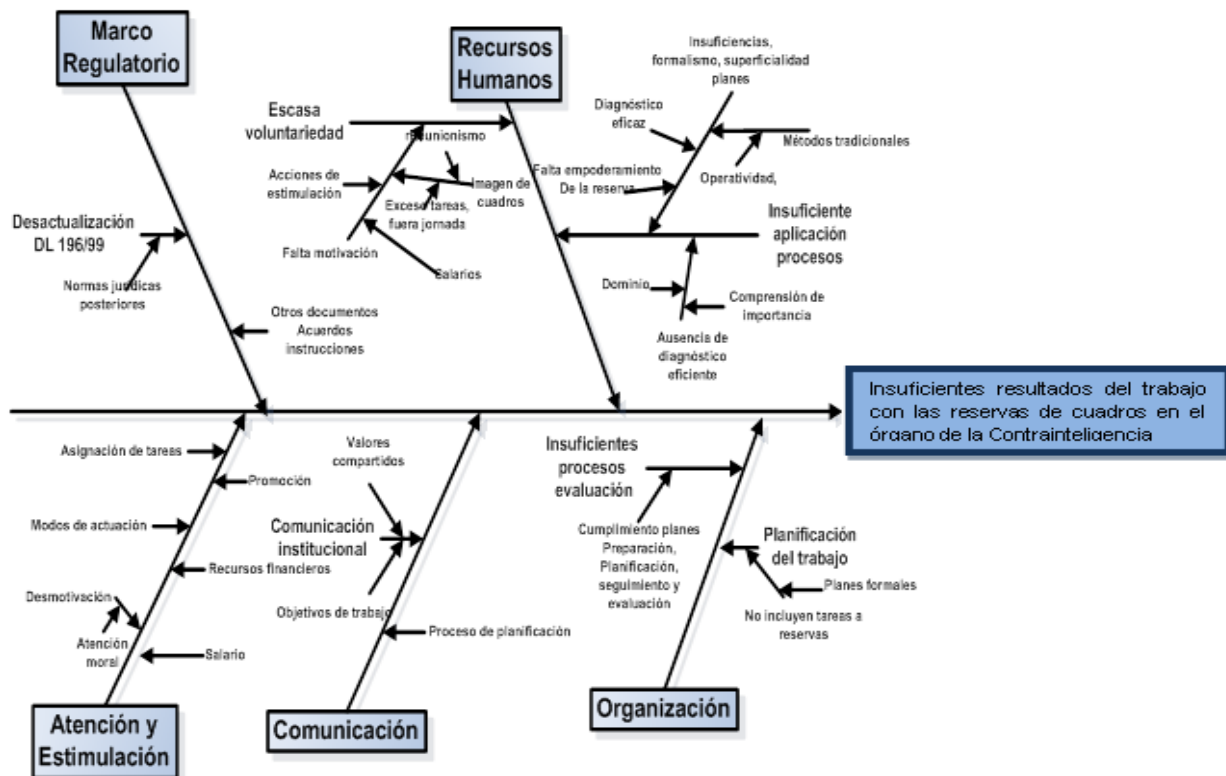 Marco
Regulatorio
Desactualización
DL 196/99
Normas jurídicas
posteriores
Otros documentos
Acuerdos
instrucciones
Recursos
Humanos
Escasa
voluntariedad
rReunionismo
Acciones de
estimulación
Imagen de
cuadros
Exceso tareas,
fuera jornada
Falta motivación
Salarios
Insuficiencias,
formalismo, superficialidad
planes
Diagnóstico
eficaz
Métodos tradicionales
Falta empoderamiento
De la reserva
Operatividad,
Insuficiente
aplicación
procesos
Dominio
Comprensión de
importancia
Ausencia de
diagnóstico
eficiente
Insuficientes resultados del trabajo
con las reservas de cuadros en el
órgano de la Contrainteligencia
Asignación de tareas
Promoción
Modos de actuación
Recursos financieros
Desmotivación
Atención
moral
Salario
Atención y
Estimulación
Valores
compartidos
Comunicación
institucional
Objetivos de trabajo
Proceso de planificación
Comunicación
Insuficientes
procesos
evaluación
Cumplimiento planes
Preparación,
Planificación,
seguimiento y
evaluación
Planificación
del trabajo
Planes formales
No incluyen tareas a
reservas
Organización